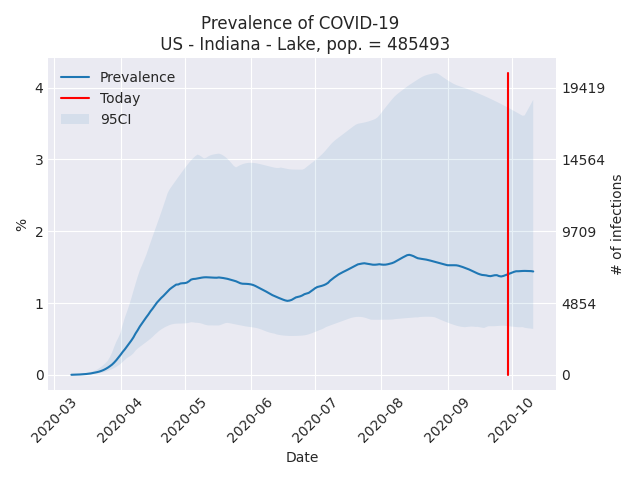 Prevalence of COVID-19
US - Indiana - Lake, pop. = 485493
Prevalence
Today
95CI
4
3
2
1
0
%
19419
14564
9709
4854
0
# of infections
2020-03
2020-04
2020-05
2020-06
2020-07
2020-08
2020-09
2020-10
Date